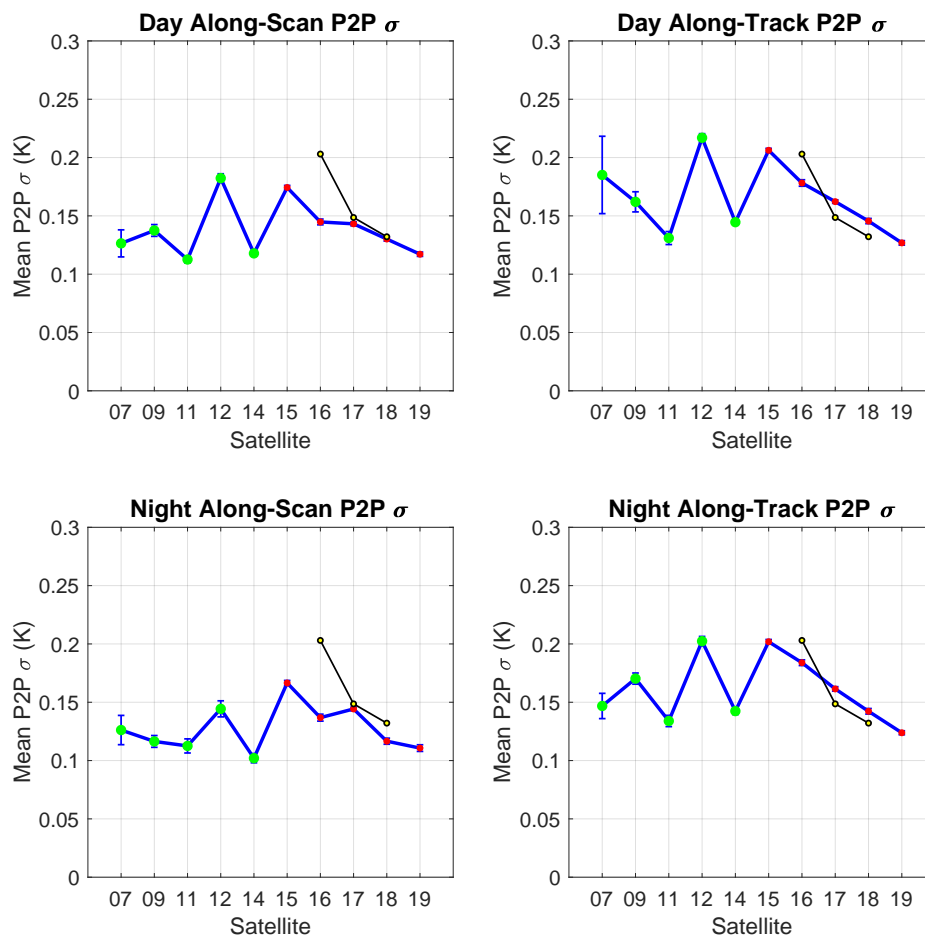 Day Along-Scan P2P σ
0.3
0.25
0.2
0.15
0.1
0.05
0
Mean P2P σ (K)
07 09 11 12 14 15 16 17 18 19
Satellite
Day Along-Track P2P σ
0.3
0.25
0.2
0.15
0.1
0.05
0
Mean P2P σ (K)
07 09 11 12 14 15 16 17 18 19
Satellite
Night Along-Scan P2P σ
0.3
0.25
0.2
0.15
0.1
0.05
0
Mean P2P σ (K)
07 09 11 12 14 15 16 17 18 19
Satellite
Night Along-Track P2P σ
0.3
0.25
0.2
0.15
0.1
0.05
0
Mean P2P σ (K)
07 09 11 12 14 15 16 17 18 19
Satellite